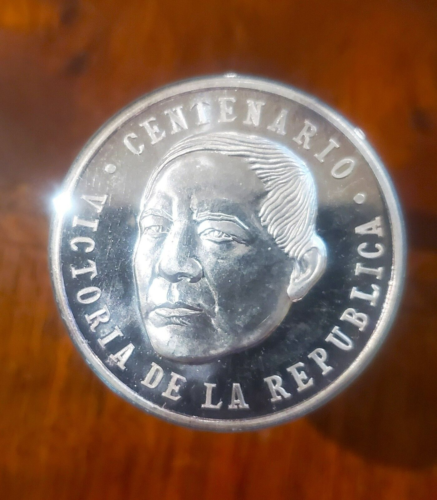 · CENTENARIO ·
VICTORIA DE LA REPUBLICA